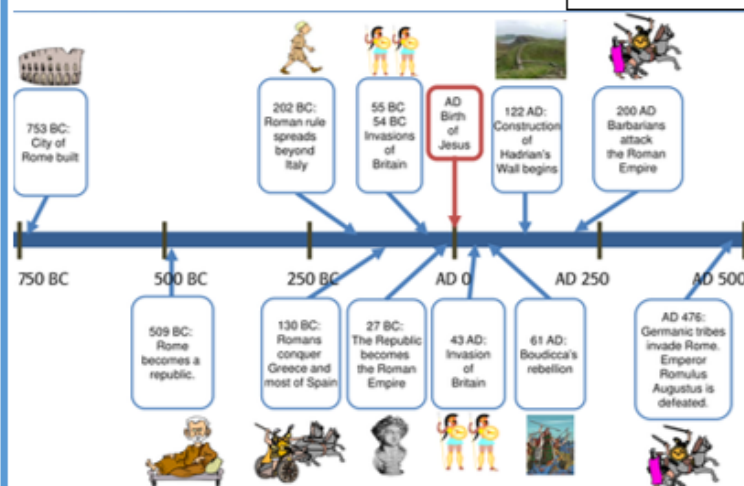 753 BC:
City of
Rome built
202 BC:
Roman rule
spreads
beyond
Italy
55 BC
54 BC
Invasions
of
Britain
AD
Birth
of
Jesus
122 AD:
Construction
of
Hadrian's
Wall begins
200 AD
Barbarians
attack
the Roman
Empire
750 BC
500 BC
250 BC
AD 0
AD 250
AD 500
509 BC:
Rome
becomes a
republic.
130 BC:
Romans
conquer
Greece and
most of Spain
27 BC:
The Republic
becomes
the Roman
Empire
43 AD:
Invasion
of
Britain
61 AD:
Boudicca's
rebellion
AD 476:
Germanic tribes
invade Rome.
Emperor
Romulus
Augustus is
defeated.